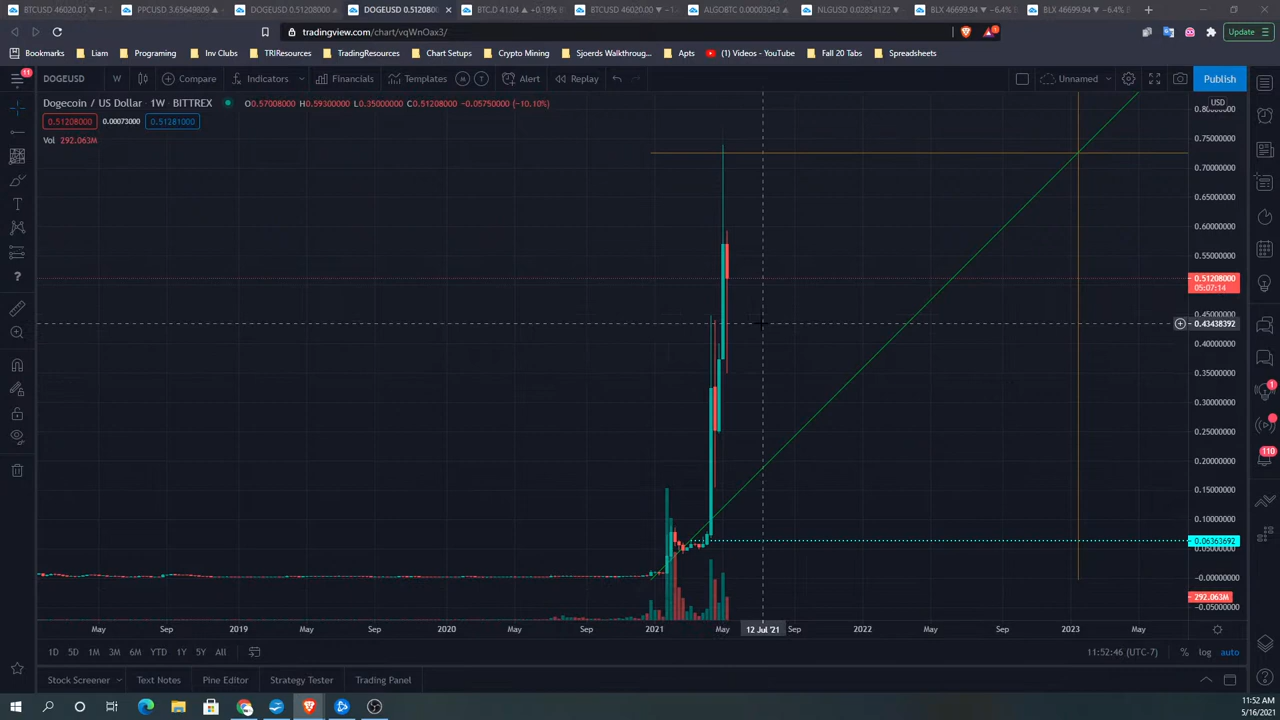 BTCUSD 46020.01 ▼ −1.
PPCUSD 3.65649809 ▲
DOGEUSD 0.5120800
DOGEUSD 0.5120800
BTC.D 41.04 ▲ +0.19%
BTCUSD 46020.00 ▼ −1.
ALGOBTC 0.00003043
NLGUSD 0.02854122 ▼
BLX 46699.94 ▼ −6.4%
BLX 46699.94 ▼ −6.4%
tradingview.com/chart/vqWnOax3/
Update
Bookmarks
Liam
Programing
Inv Clubs
TRIResources
TradingResources
Chart Setups
Crypto Mining
Sjoerds Walkthroug...
Apts
(1) Videos - YouTube
Fall 20 Tabs
Spreadsheets
11
DOGEUSD
W
Compare
Indicators
Financials
Templates
M
T
Alert
Replay
Unnamed
Publish
Dogecoin / US Dollar · 1W · BITTREX
O0.57008000 H0.59300000 L0.35000000 C0.51208000 −0.05750000 (−10.10%)
USD
0.51208000
0.00073000
0.51281000
Vol 292.063M
0.75000000
0.70000000
0.65000000
0.60000000
0.55000000
0.51208000
05:07:14
0.45000000
0.43438392
0.40000000
0.35000000
0.30000000
0.25000000
0.20000000
0.15000000
0.10000000
0.06363692
0.05000000
−0.00000000
292.063M
−0.05000000
1
110
May
Sep
2019
May
Sep
2020
May
Sep
2021
May
12 Jul '21
Sep
2022
May
Sep
2023
May
1D
5D
1M
3M
6M
YTD
1Y
5Y
All
11:52:46 (UTC-7)
%
log
auto
Stock Screener
Text Notes
Pine Editor
Strategy Tester
Trading Panel
11:52 AM
5/16/2021